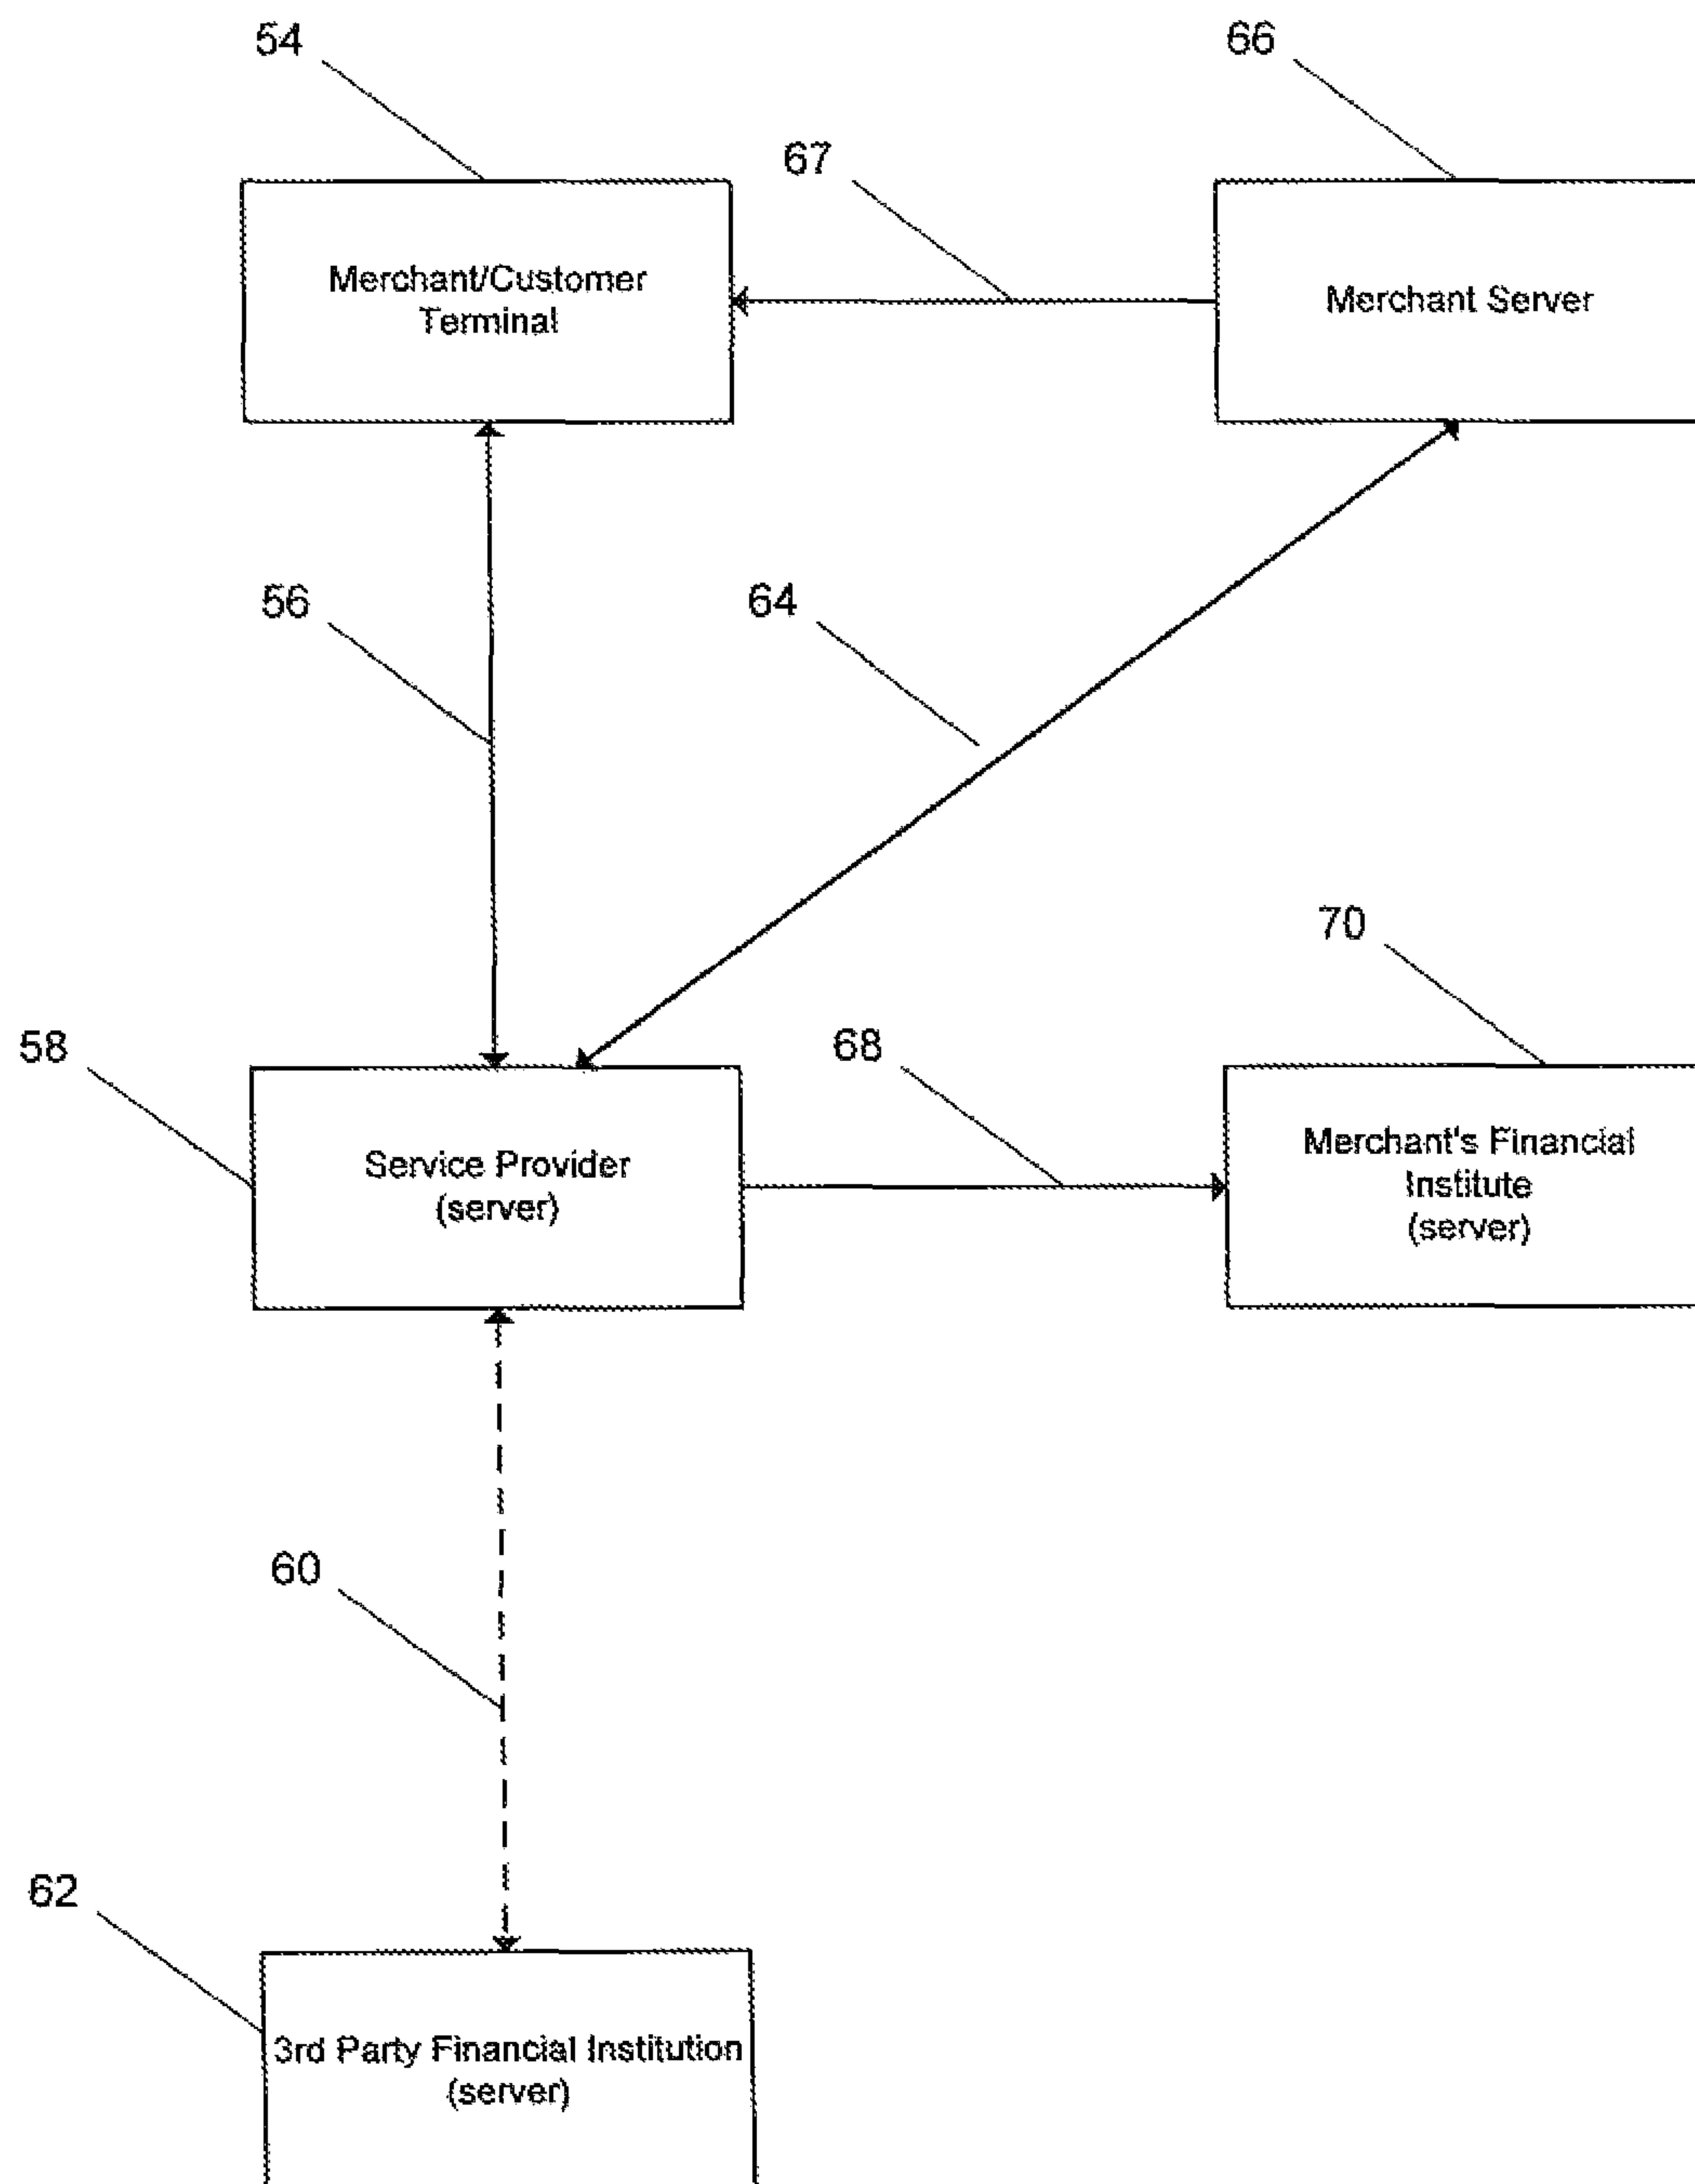 54
66
67
Merchant/Customer
Terminal
Merchant Server
56
64
70
58
68
Service Provider
(server)
Merchant's Financial
Institute
(server)
60
62
3rd Party Financial Institution
(server)